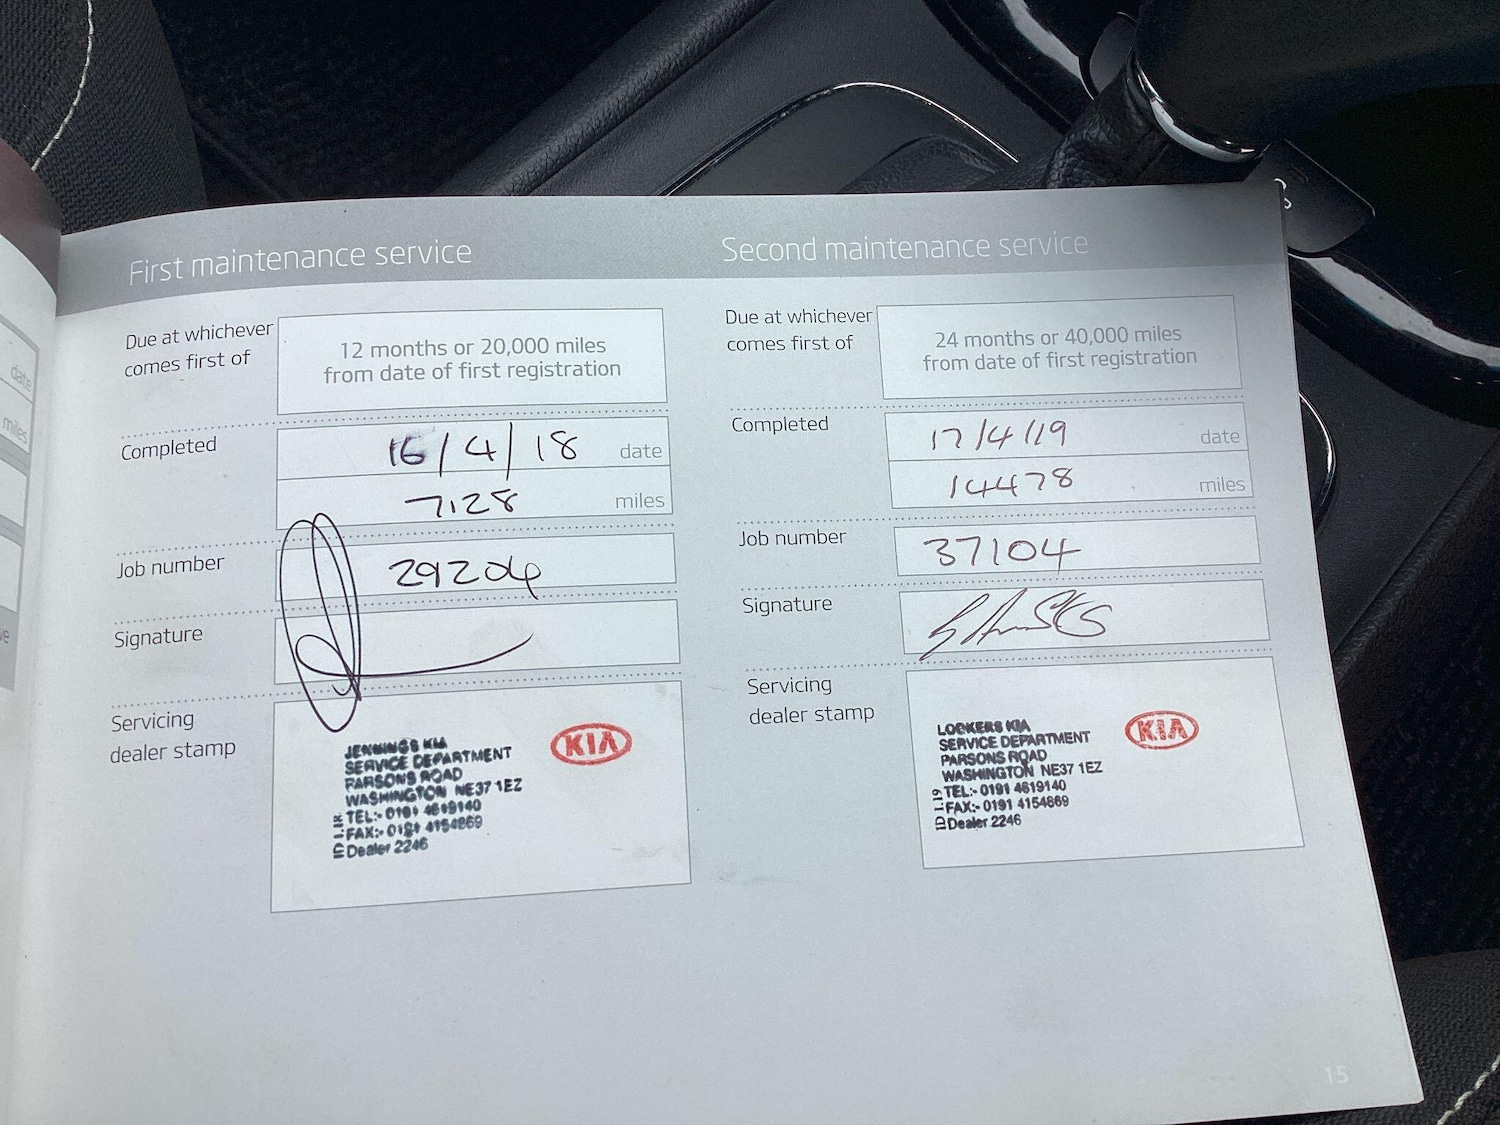 First maintenance service
Due at whichever
comes first of
12 months or 20,000 miles
from date of first registration
Completed
16/4/18 date
7128 miles
Job number
29204
Signature
Servicing
dealer stamp
JENNINGS KIA
SERVICE DEPARTMENT
PARSONS ROAD
WASHINGTON NE37 1EZ
TEL:- 0191 4619140
FAX:- 0191 4154869
Dealer 2246
KIA
Second maintenance service
Due at whichever
comes first of
24 months or 40,000 miles
from date of first registration
Completed
17/4/19 date
14478 miles
Job number
37104
Signature
Servicing
dealer stamp
LOOKERS KIA
SERVICE DEPARTMENT
PARSONS ROAD
WASHINGTON NE37 1EZ
TEL:- 0191 4619140
FAX:- 0191 4154869
Dealer 2246
ID 1.19
KIA
15
date
miles